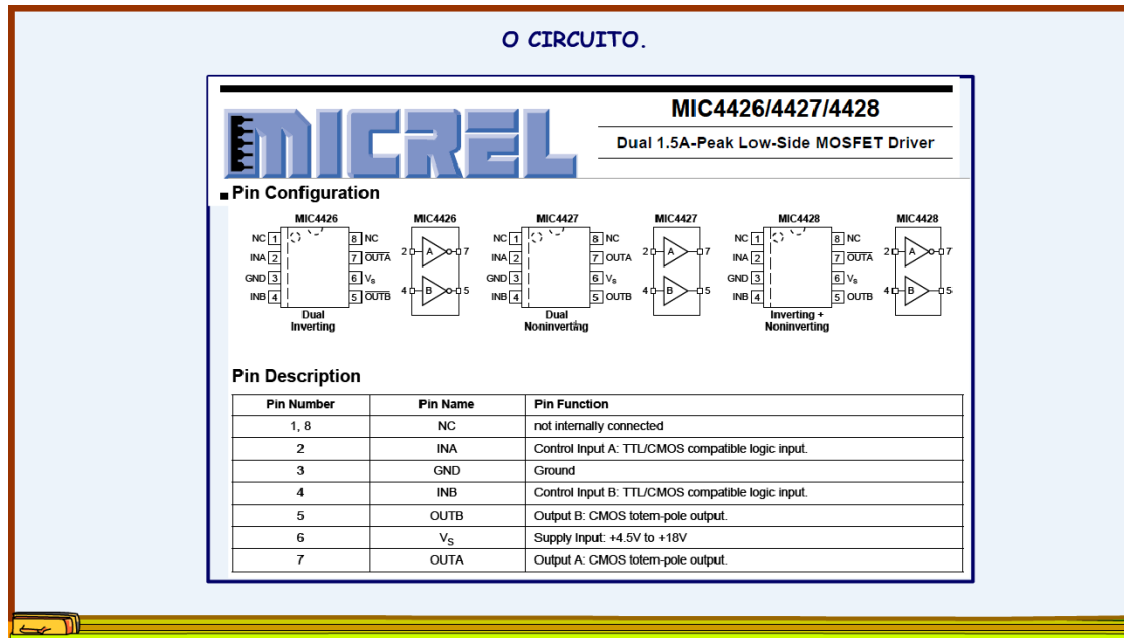 O CIRCUITO.
MICREL
MIC4426/4427/4428
Dual 1.5A-Peak Low-Side MOSFET Driver
Pin Configuration
MIC4426
NC 1
INA 2
GND 3
INB 4
8 NC
7 OUTA
6 VS
5 OUTB
Dual
Inverting
MIC4426
2 A 7
4 B 5
MIC4427
NC 1
INA 2
GND 3
INB 4
8 NC
7 OUTA
6 VS
5 OUTB
Dual
Noninverting
MIC4427
2 A 7
4 B 5
MIC4428
NC 1
INA 2
GND 3
INB 4
8 NC
7 OUTA
6 VS
5 OUTB
Inverting +
Noninverting
MIC4428
2 A 7
4 B 5
Pin Description
Pin Number Pin Name Pin Function
1, 8 NC not internally connected
2 INA Control Input A: TTL/CMOS compatible logic input.
3 GND Ground
4 INB Control Input B: TTL/CMOS compatible logic input.
5 OUTB Output B: CMOS totem-pole output.
6 VS Supply Input: +4.5V to +18V
7 OUTA Output A: CMOS totem-pole output.